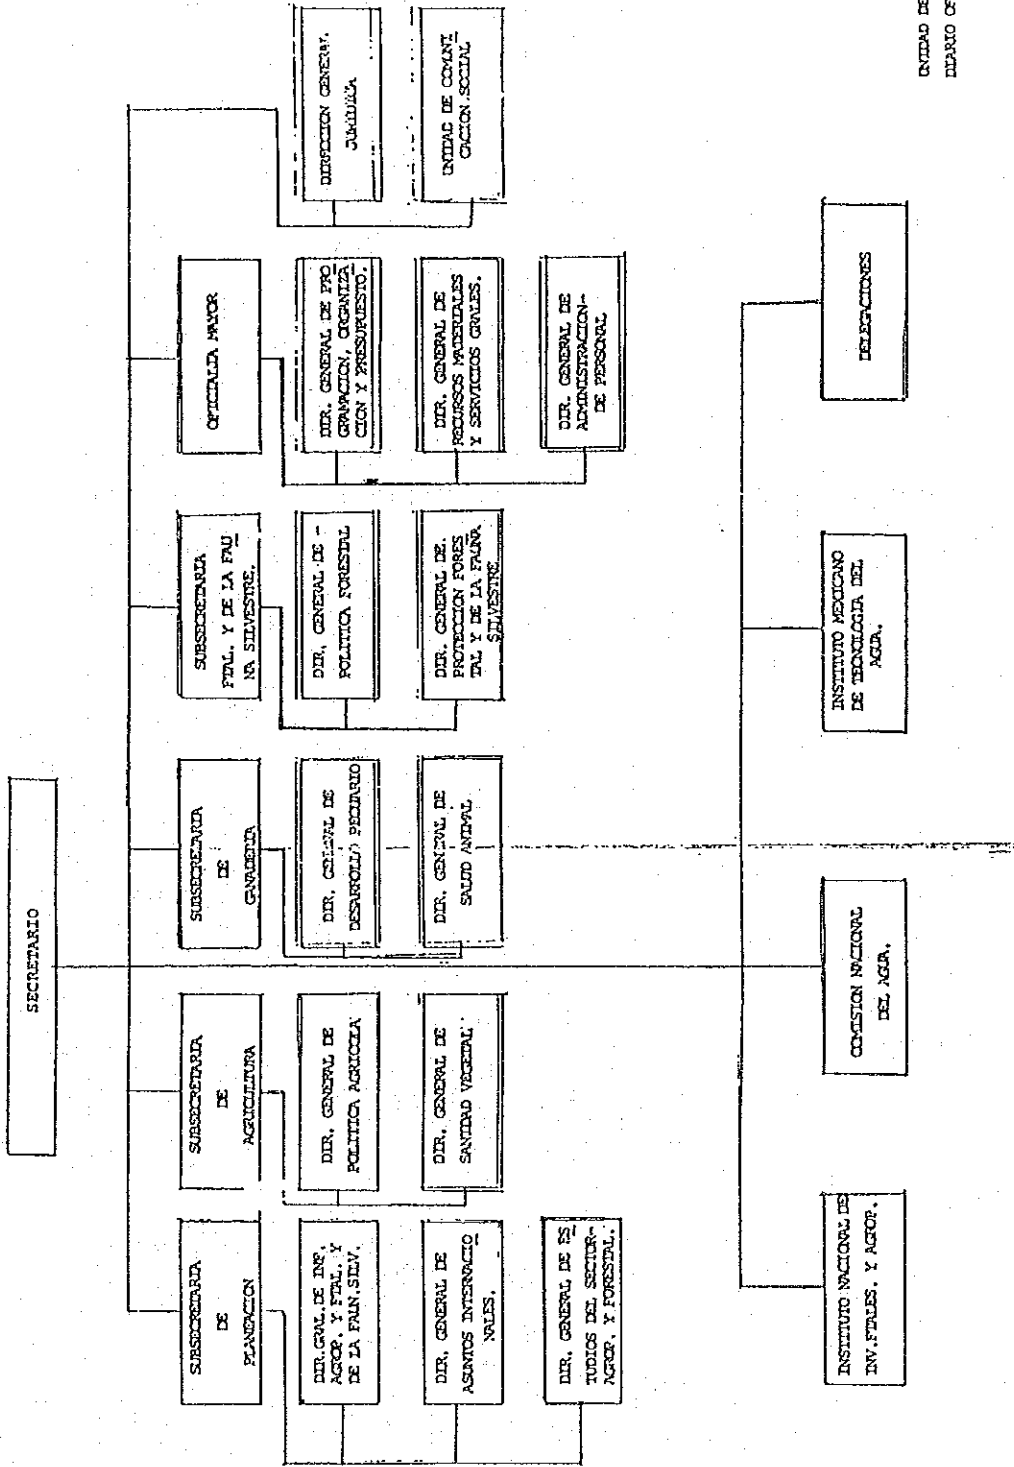 SECRETARIO
SUBSECRETARIA
DE
PLANEACION
DIR.GRAL.DE INF.
AGROP. Y FTAL. Y
DE LA FAUN.SILV.
DIR. GENERAL DE
ASUNTOS INTERNACIO
NALES.
DIR. GENERAL DE ES
TUDIOS DEL SECTOR-
AGROP. Y FORESTAL.
SUBSECRETARIA
DE
AGRICULTURA
DIR. GENERAL DE
POLITICA AGRICOLA
DIR. GENERAL DE
SANIDAD VEGETAL
SUBSECRETARIA
DE
GANADERIA
DIR. GENERAL DE
DESARROLLO PECUARIO
DIR. GENERAL DE
SALUD ANIMAL
SUBSECRETARIA
FTAL. Y DE LA FAU
NA SILVESTRE.
DIR. GENERAL DE -
POLITICA FORESTAL
DIR. GENERAL DE.
PROTECCION FORES
TAL Y DE LA FAUNA
SILVESTRE
OFICIALIA MAYOR
DIR. GENERAL DE PRO
GRAMACION, ORGANIZA
CION Y PRESUPUESTO.
DIR. GENERAL DE
RECURSOS MATERIALES
Y SERVICIOS GRALES.
DIR. GENERAL DE
ADMINISTRACION-
DE PERSONAL
DIRECCION GENERAL
JURIDICA
UNIDAD DE COMUNI
CACION.SOCIAL
INSTITUTO NACIONAL DE
INV.FTALES. Y AGROP.
COMISION NACIONAL
DEL AGUA.
INSTITUTO MEXICANO
DE TECNOLOGIA DEL
AGUA.
DELEGACIONES
UNIDAD DE
DIARIO